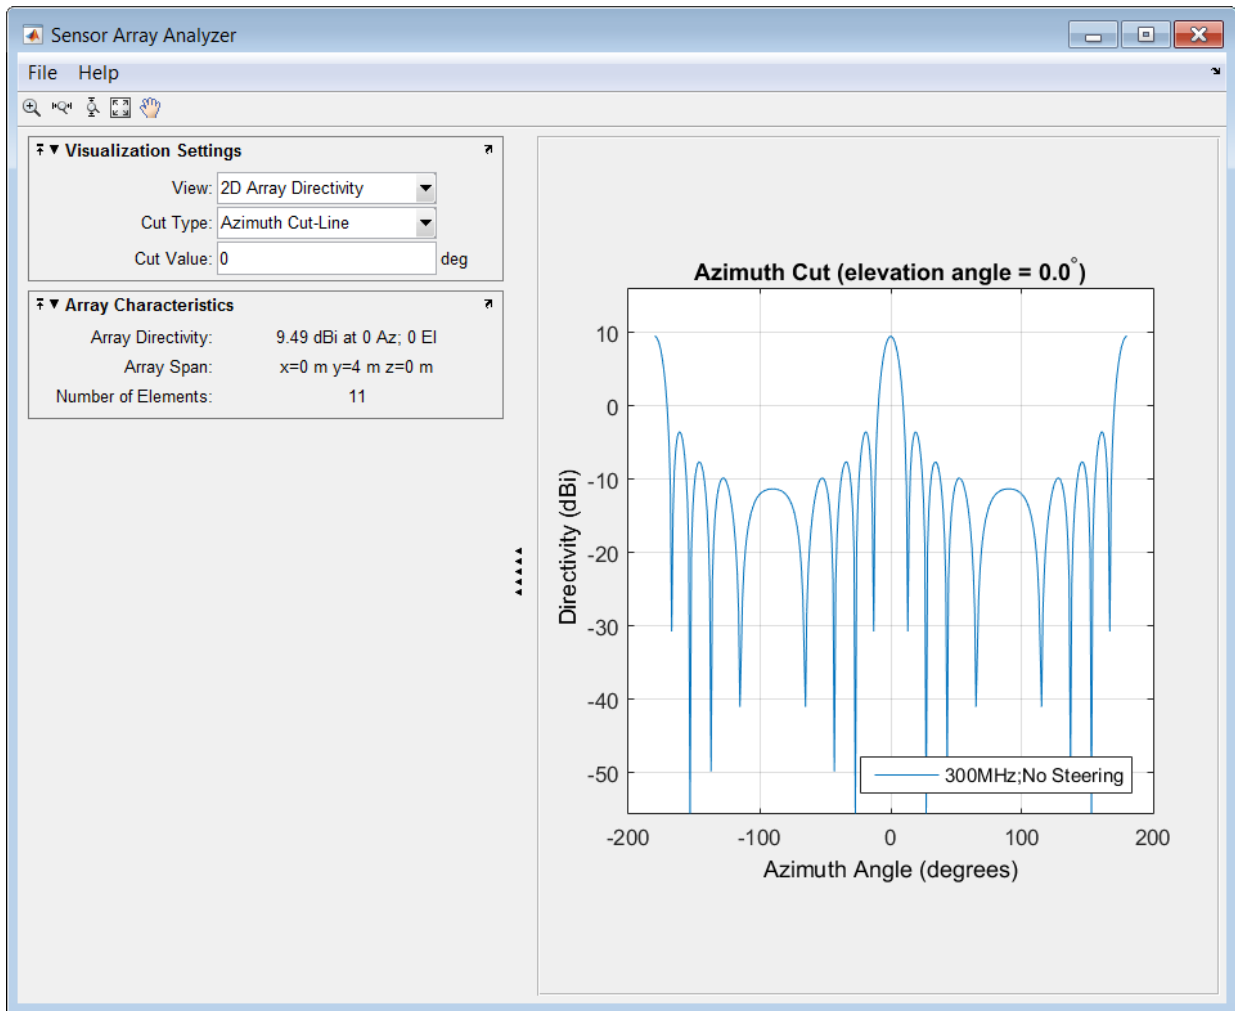 Sensor Array Analyzer
File Help
Visualization Settings
View: 2D Array Directivity
Cut Type: Azimuth Cut-Line
Cut Value: 0 deg
Array Characteristics
Array Directivity: 9.49 dBi at 0 Az; 0 El
Array Span: x=0 m y=4 m z=0 m
Number of Elements: 11
Azimuth Cut (elevation angle = 0.0°)
10
0
-10
-20
-30
-40
-50
Directivity (dBi)
300MHz;No Steering
-200 -100 0 100 200
Azimuth Angle (degrees)